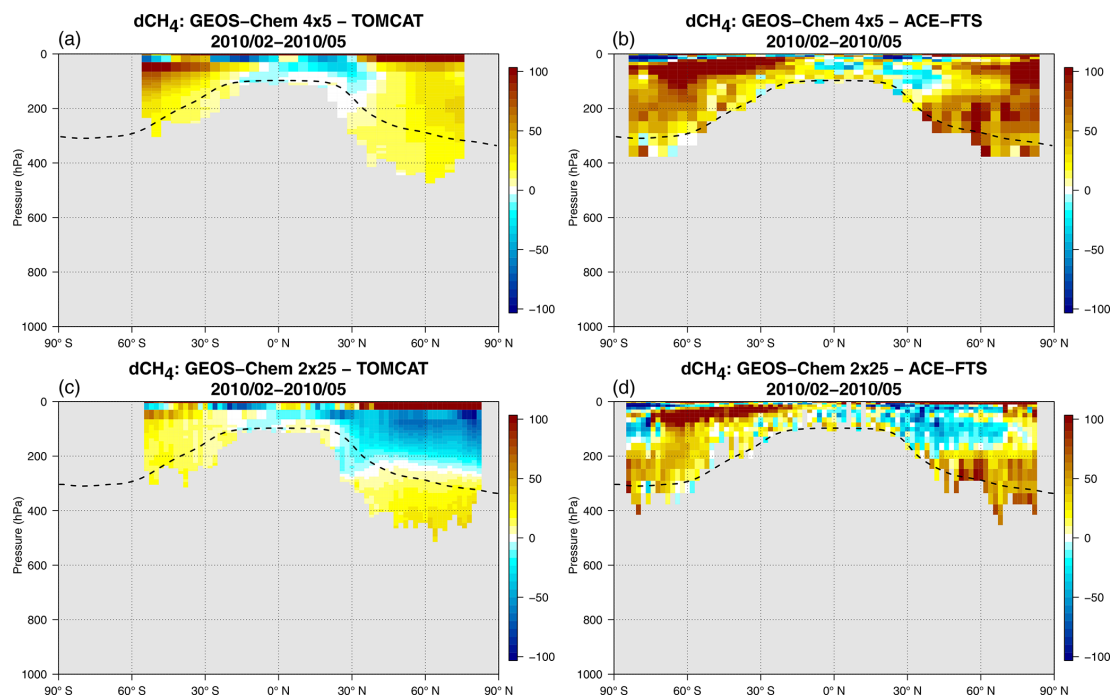 dCH4: GEOS−Chem 4x5 − TOMCAT
2010/02−2010/05
(a)
0
200
400
600
800
1000
Pressure (hPa)
90° S
60° S
30° S
0° N
30° N
60° N
90° N
100
50
0
−50
−100
dCH4: GEOS−Chem 4x5 − ACE−FTS
2010/02−2010/05
(b)
0
200
400
600
800
1000
Pressure (hPa)
90° S
60° S
30° S
0° N
30° N
60° N
90° N
100
50
0
−50
−100
dCH4: GEOS−Chem 2x25 − TOMCAT
2010/02−2010/05
(c)
0
200
400
600
800
1000
Pressure (hPa)
90° S
60° S
30° S
0° N
30° N
60° N
90° N
100
50
0
−50
−100
dCH4: GEOS−Chem 2x25 − ACE−FTS
2010/02−2010/05
(d)
0
200
400
600
800
1000
Pressure (hPa)
90° S
60° S
30° S
0° N
30° N
60° N
90° N
100
50
0
−50
−100